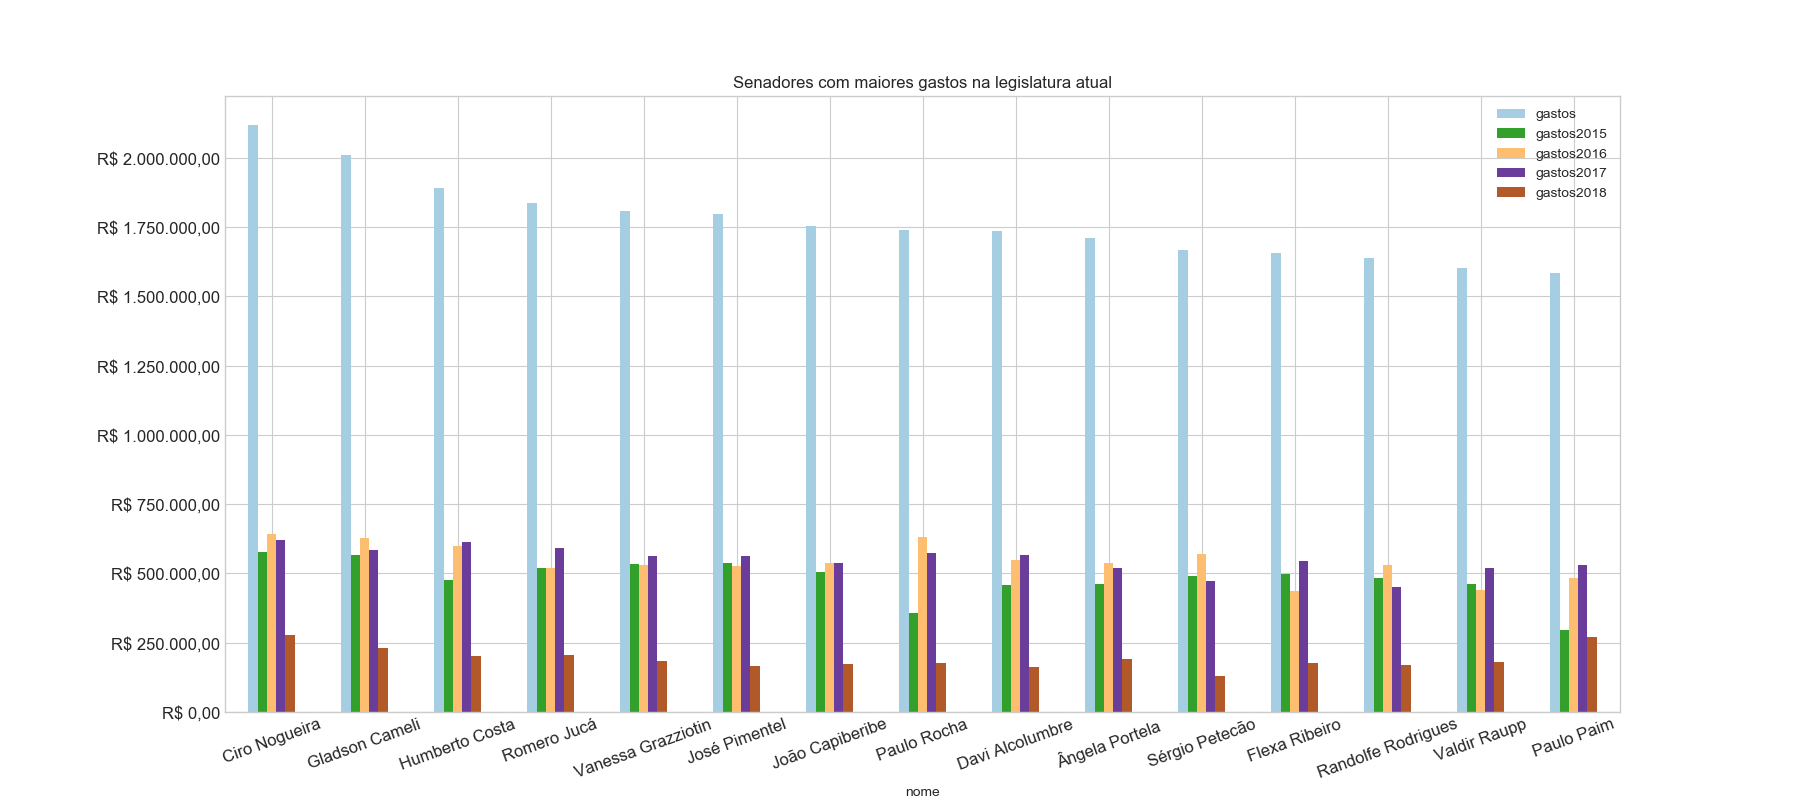 Senadores com maiores gastos na legislatura atual
gastos
gastos2015
gastos2016
gastos2017
gastos2018
R$ 2.000.000,00
R$ 1.750.000,00
R$ 1.500.000,00
R$ 1.250.000,00
R$ 1.000.000,00
R$ 750.000,00
R$ 500.000,00
R$ 250.000,00
R$ 0,00
Ciro Nogueira
Gladson Cameli
Humberto Costa
Romero Jucá
Vanessa Grazziotin
José Pimentel
João Capiberibe
Paulo Rocha
Davi Alcolumbre
Ângela Portela
Sérgio Petecão
Flexa Ribeiro
Randolfe Rodrigues
Valdir Raupp
Paulo Paim
nome